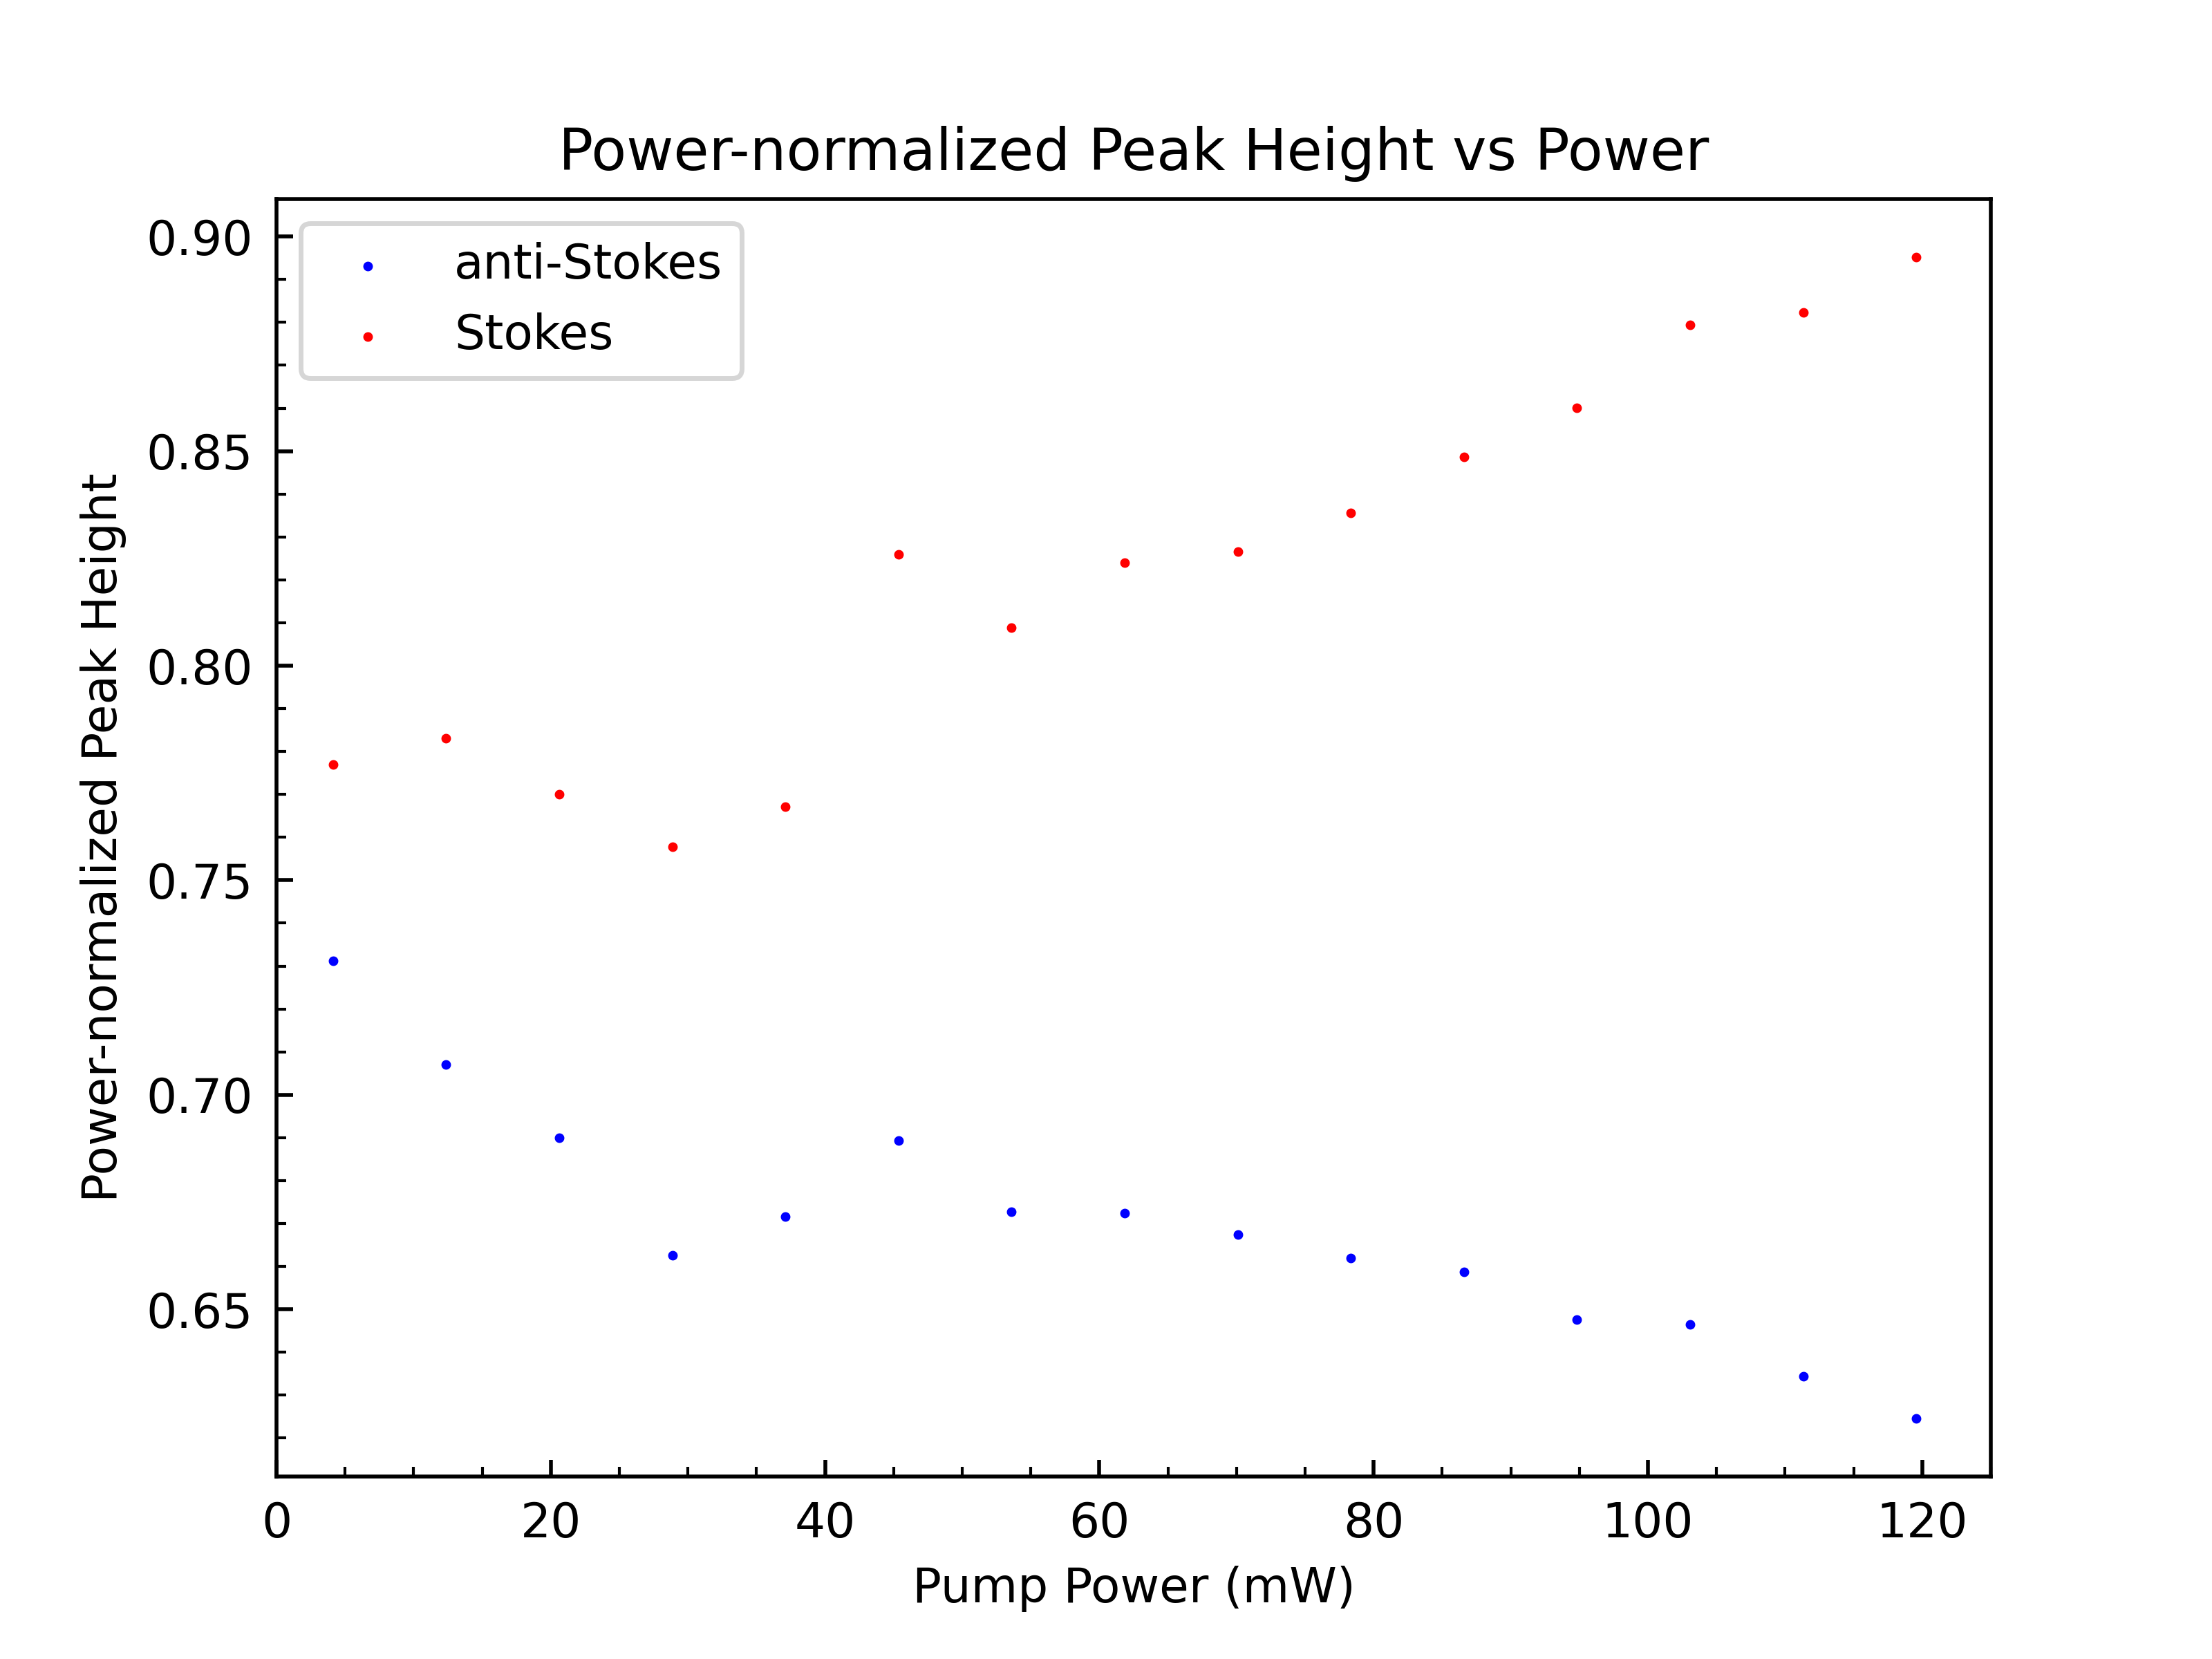 Power-normalized Peak Height vs Power
anti-Stokes
Stokes
0.90
0.85
0.80
0.75
0.70
0.65
Power-normalized Peak Height
0 20 40 60 80 100 120
Pump Power (mW)